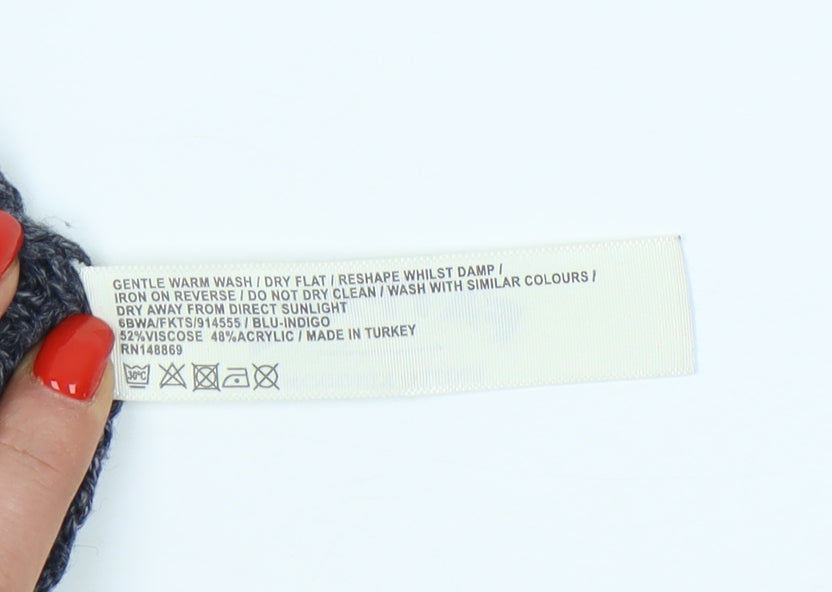 GENTLE WARM WASH / DRY FLAT / RESHAPE WHILST DAMP /
IRON ON REVERSE / DO NOT DRY CLEAN / WASH WITH SIMILAR COLOURS /
DRY AWAY FROM DIRECT SUNLIGHT
6BWA/FKTS/914555 / BLU-INDIGO
52%VISCOSE 48%ACRYLIC / MADE IN TURKEY
RN148869
30°C